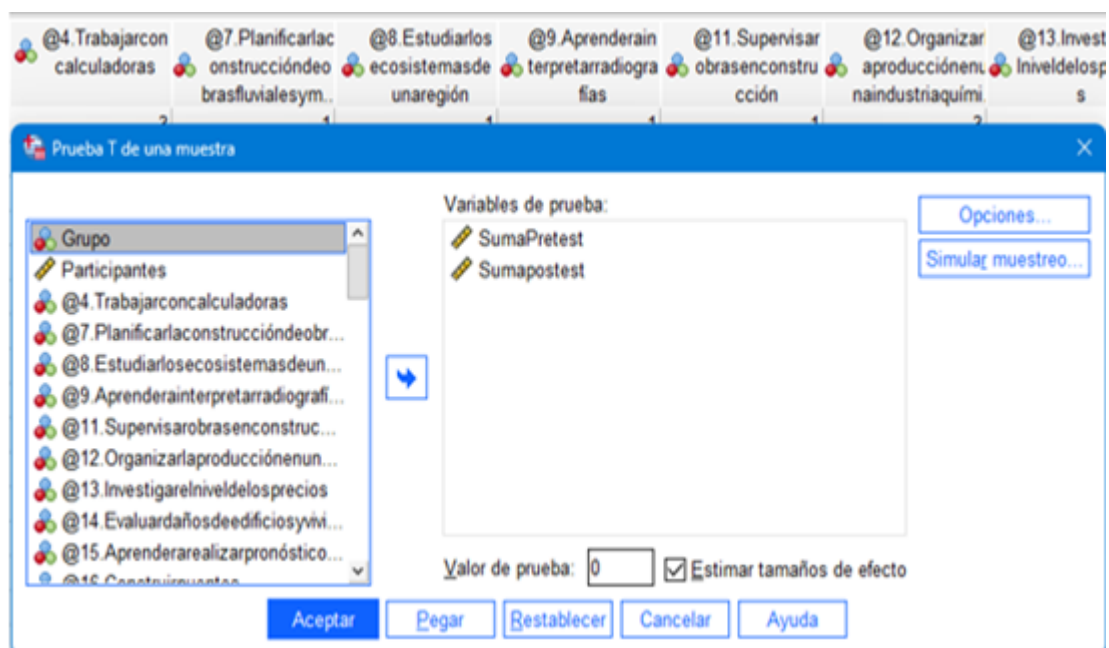 @4.Trabajarcon @7.Planificarlac @8.Estudiarlos @9.Aprenderain @11.Supervisar @12.Organizar @13.Invest
calculadoras onstruccióndeo ecosistemasde terpretarradiogra obrasenconstru aproducciónenu lniveldelosp
brasfluvialesym.. unaregión fías cción naindustriaquími. s
Prueba T de una muestra
Variables de prueba:
Grupo
Participantes
@4.Trabajarconcalculadoras
@7.Planificarlaconstruccióndeobr...
@8.Estudiarlosecosistemasdeun...
@9.Aprenderainterpretarradiografí...
@11.Supervisarobrasenconstruc...
@12.Organizarlaproducciónenun...
@13.Investigarelniveldelosprecios
@14.Evaluardañosdeedificiosyvivi...
@15.Aprenderarealizarpronóstico...
SumaPretest
Sumapostest
Opciones...
Simular muestreo...
Valor de prueba: 0 Estimar tamaños de efecto
Aceptar Pegar Restablecer Cancelar Ayuda